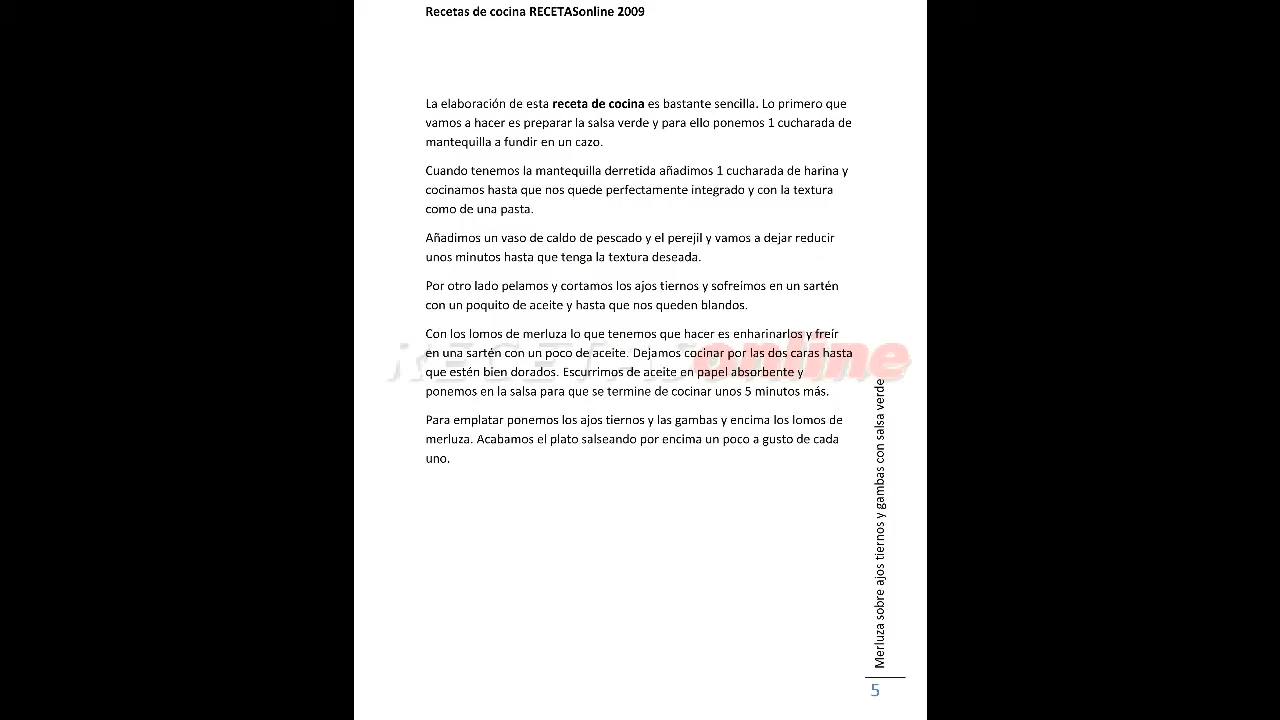 Recetas de cocina RECETASonline 2009
La elaboración de esta receta de cocina es bastante sencilla. Lo primero que
vamos a hacer es preparar la salsa verde y para ello ponemos 1 cucharada de
mantequilla a fundir en un cazo.
Cuando tenemos la mantequilla derretida añadimos 1 cucharada de harina y
cocinamos hasta que nos quede perfectamente integrado y con la textura
como de una pasta.
Añadimos un vaso de caldo de pescado y el perejil y vamos a dejar reducir
unos minutos hasta que tenga la textura deseada.
Por otro lado pelamos y cortamos los ajos tiernos y sofreímos en un sartén
con un poquito de aceite y hasta que nos queden blandos.
Con los lomos de merluza lo que tenemos que hacer es enharinarlos y freír
en una sartén con un poco de aceite. Dejamos cocinar por las dos caras hasta
que estén bien dorados. Escurrimos de aceite en papel absorbente y
ponemos en la salsa para que se termine de cocinar unos 5 minutos más.
Para emplatar ponemos los ajos tiernos y las gambas y encima los lomos de
merluza. Acabamos el plato salseando por encima un poco a gusto de cada
uno.
RECETASonline
Merluza sobre ajos tiernos y gambas con salsa verde
5